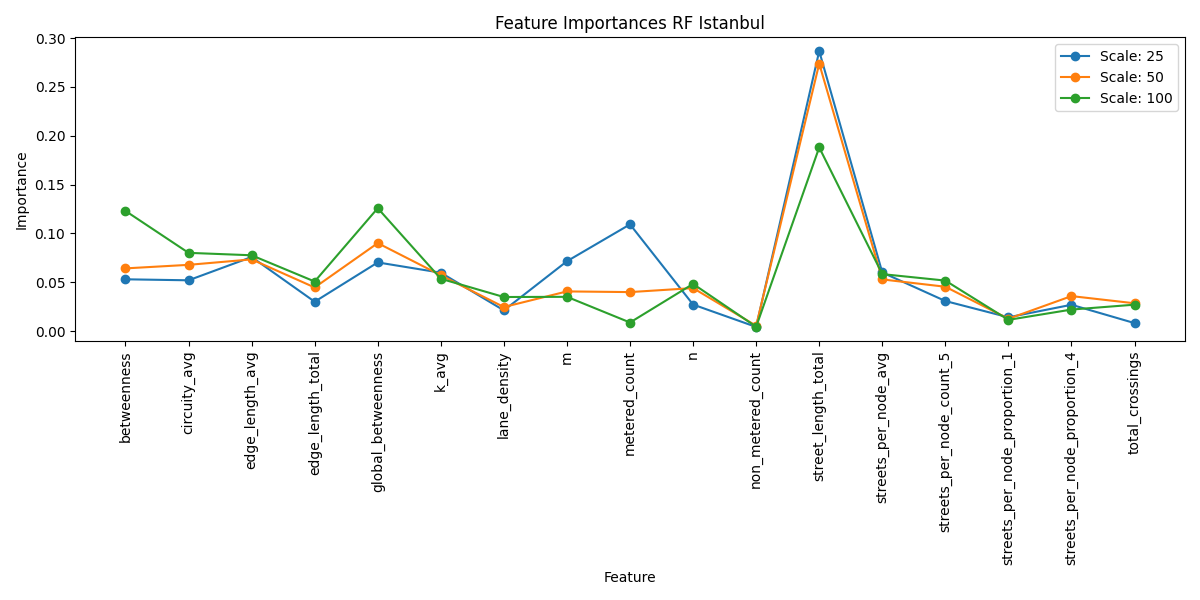 Feature Importances RF Istanbul
Importance
0.30
0.25
0.20
0.15
0.10
0.05
0.00
Scale: 25
Scale: 50
Scale: 100
betweenness
circuity_avg
edge_length_avg
edge_length_total
global_betweenness
k_avg
lane_density
m
metered_count
n
non_metered_count
street_length_total
streets_per_node_avg
streets_per_node_count_5
streets_per_node_proportion_1
streets_per_node_proportion_4
total_crossings
Feature